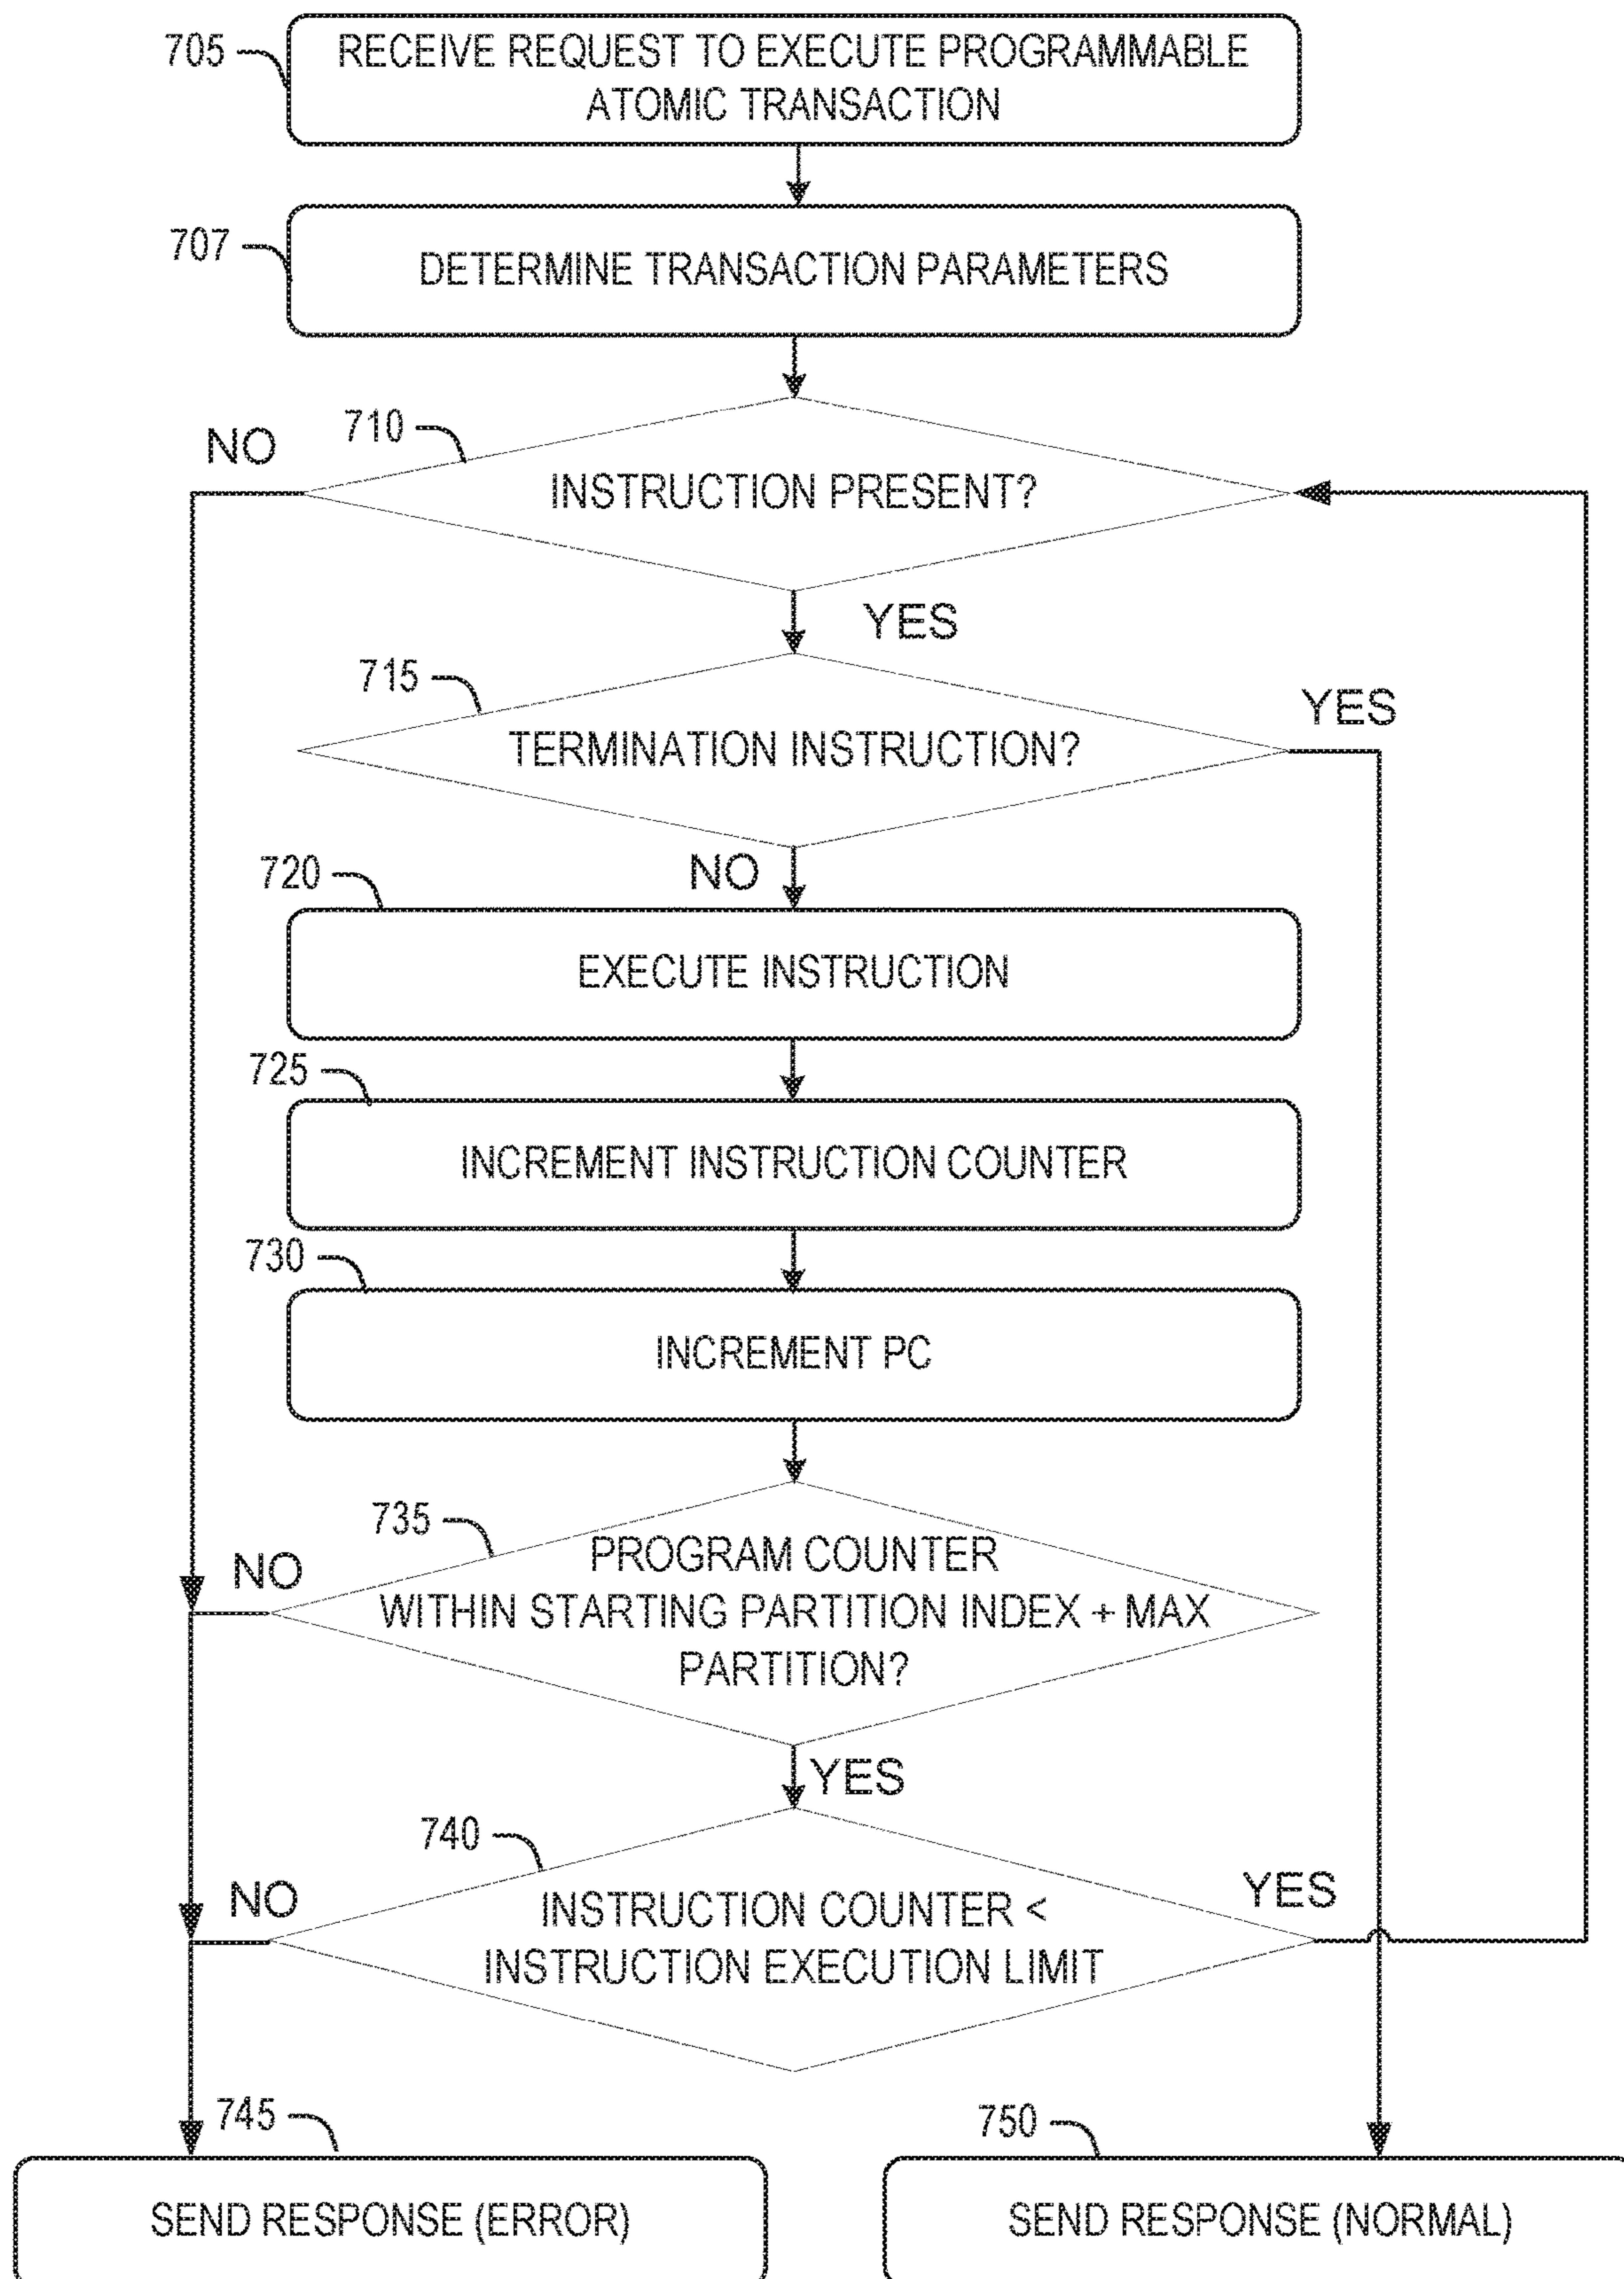 705
RECEIVE REQUEST TO EXECUTE PROGRAMMABLE
ATOMIC TRANSACTION
707
DETERMINE TRANSACTION PARAMETERS
710
NO
INSTRUCTION PRESENT?
YES
715
YES
TERMINATION INSTRUCTION?
NO
720
EXECUTE INSTRUCTION
725
INCREMENT INSTRUCTION COUNTER
730
INCREMENT PC
735
NO
PROGRAM COUNTER
WITHIN STARTING PARTITION INDEX + MAX
PARTITION?
YES
740
NO
YES
INSTRUCTION COUNTER <
INSTRUCTION EXECUTION LIMIT
745
SEND RESPONSE (ERROR)
750
SEND RESPONSE (NORMAL)